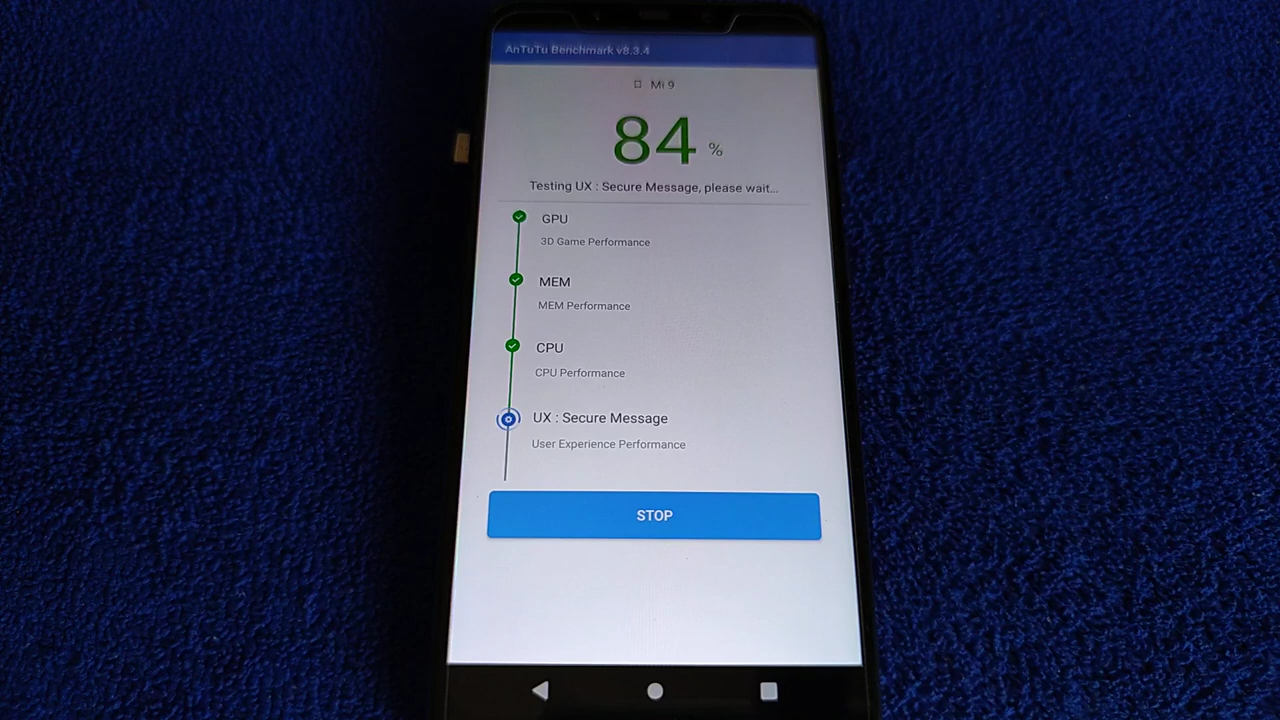 AnTuTu Benchmark v8.3.4
Mi 9
84 %
Testing UX : Secure Message, please wait...
GPU
3D Game Performance
MEM
MEM Performance
CPU
CPU Performance
UX : Secure Message
User Experience Performance
STOP